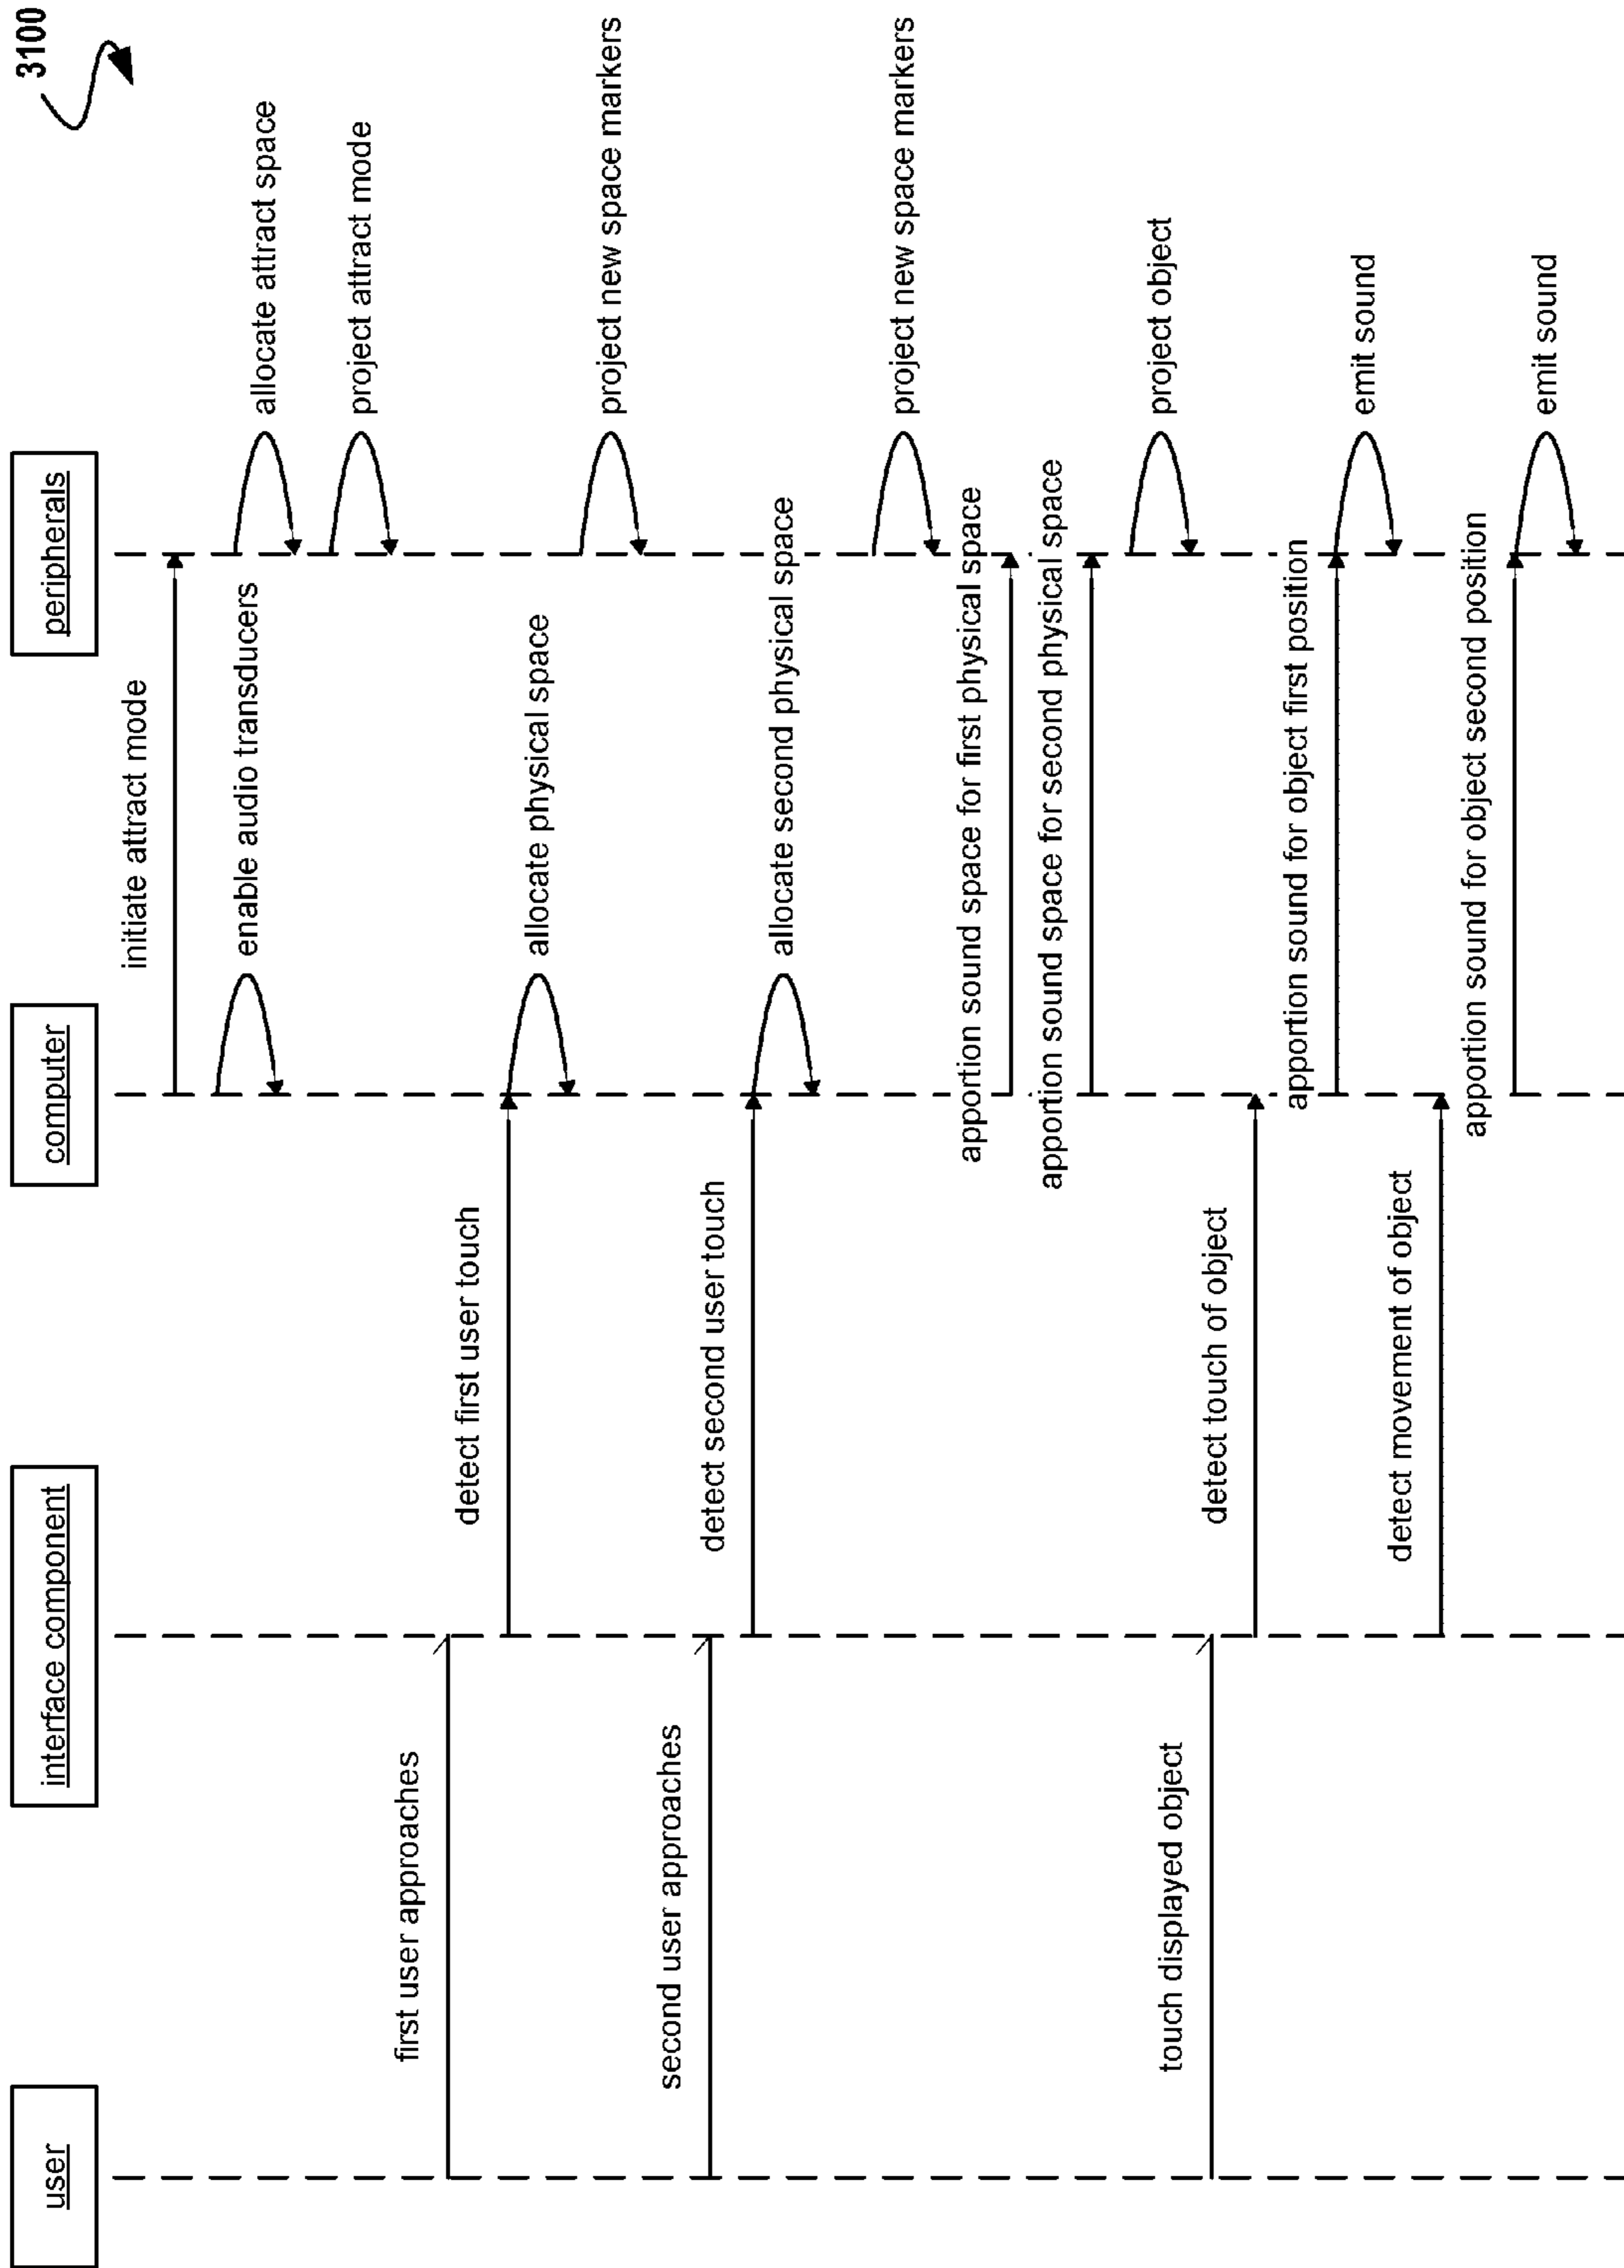 3100
user
interface component
computer
peripherals
initiate attract mode
enable audio transducers
allocate attract space
project attract mode
first user approaches
detect first user touch
allocate physical space
project new space markers
second user approaches
detect second user touch
allocate second physical space
project new space markers
apportion sound space for first physical space
apportion sound space for second physical space
project object
touch displayed object
detect touch of object
apportion sound for object first position
emit sound
detect movement of object
apportion sound for object second position
emit sound